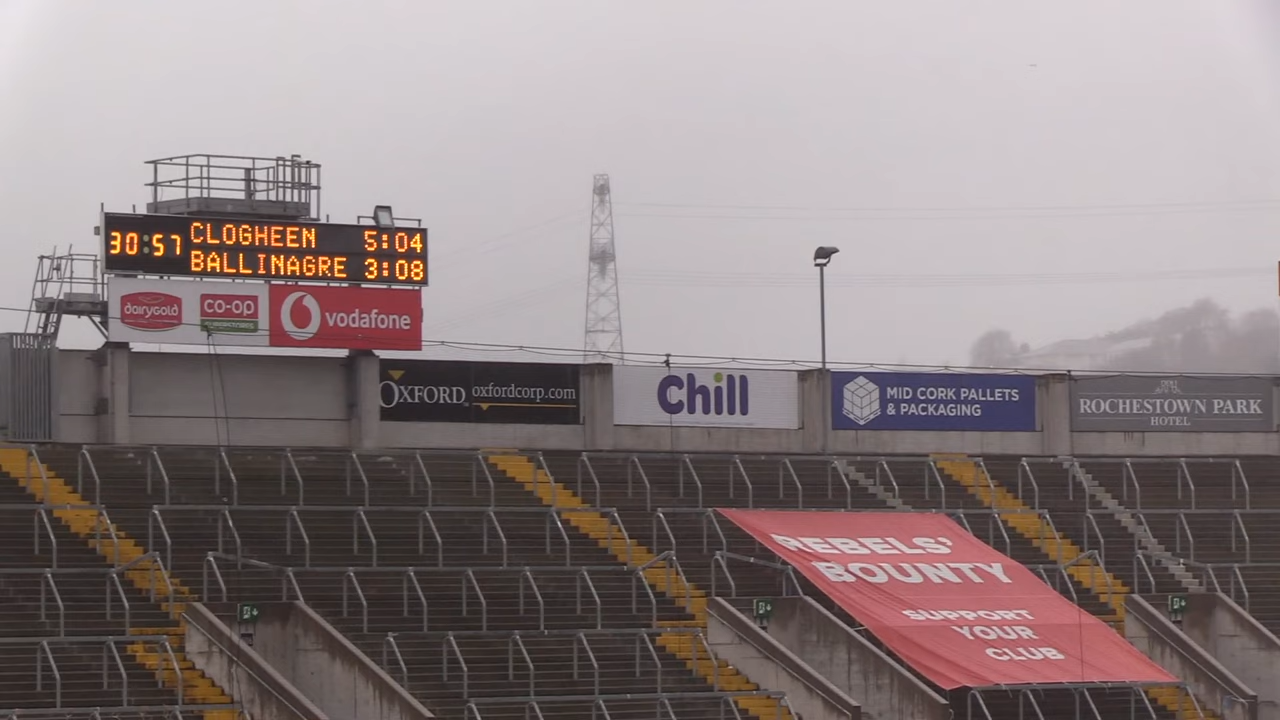 30:57 CLOGHEEN 5:04
BALLINAGRE 3:08
dairygold
co-op
SUPERSTORES
vodafone
OXFORD oxfordcorp.com
Chill
MID CORK PALLETS
& PACKAGING
ROCHESTOWN PARK
HOTEL
REBELS'
BOUNTY
SUPPORT
YOUR
CLUB